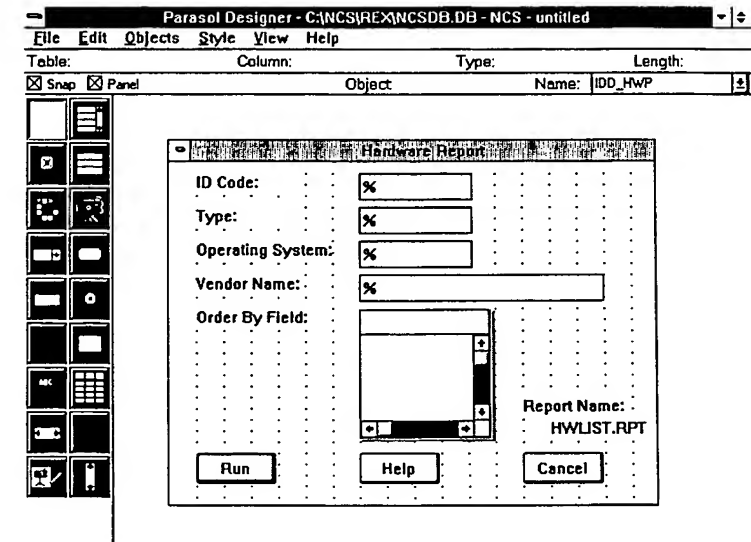 Parasol Designer - C:\NCS\REX\NCSDB.DB - NCS - untitled
File Edit Objects Style View Help
Table: Column: Type: Length:
Snap Panel Object Name: IDD_HWP
Hardware Report
ID Code: %
Type: %
Operating System: %
Vendor Name: %
Order By Field:
ABC
Report Name:
HWLIST.RPT
Run Help Cancel